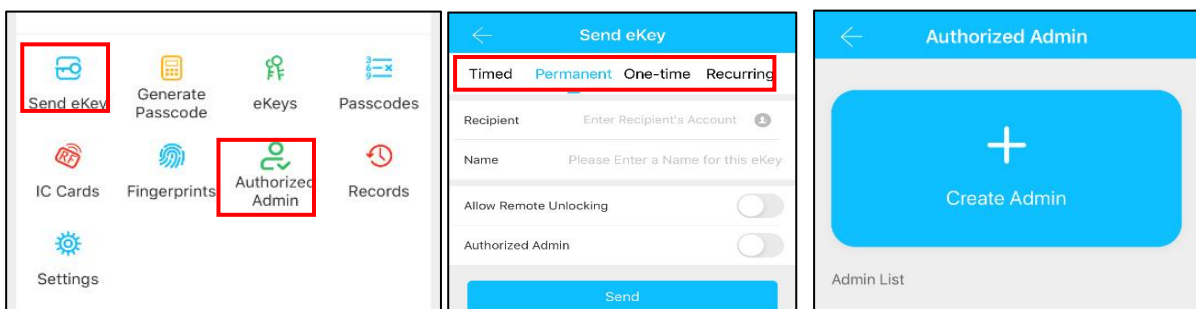 Send eKey
Generate
Passcode
eKeys
Passcodes
IC Cards
Fingerprints
Authorized
Admin
Records
Settings
Send eKey
Timed Permanent One-time Recurring
Recipient Enter Recipient's Account
Name Please Enter a Name for this eKey
Allow Remote Unlocking
Authorized Admin
Send
Authorized Admin
Create Admin
Admin List